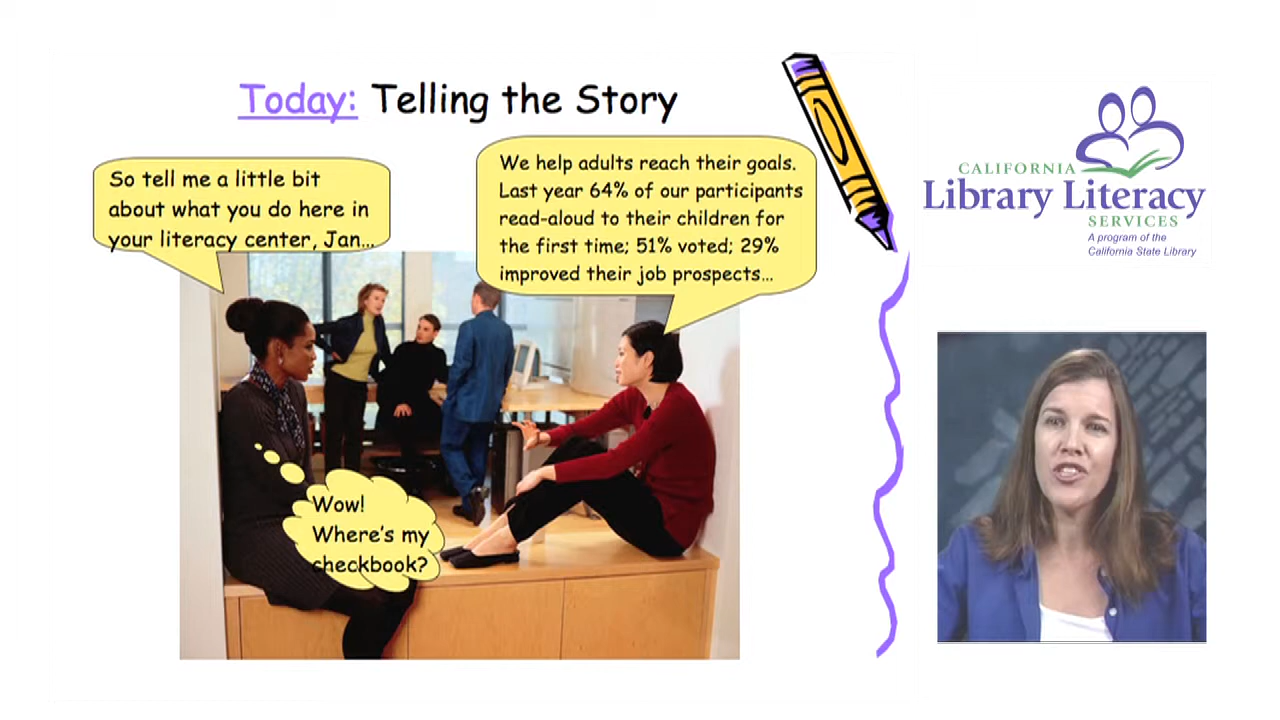 Today: Telling the Story
So tell me a little bit
about what you do here in
your literacy center, Jan...
We help adults reach their goals.
Last year 64% of our participants
read-aloud to their children for
the first time; 51% voted; 29%
improved their job prospects...
Wow!
Where's my
checkbook?
CALIFORNIA
Library Literacy
SERVICES
A program of the
California State Library